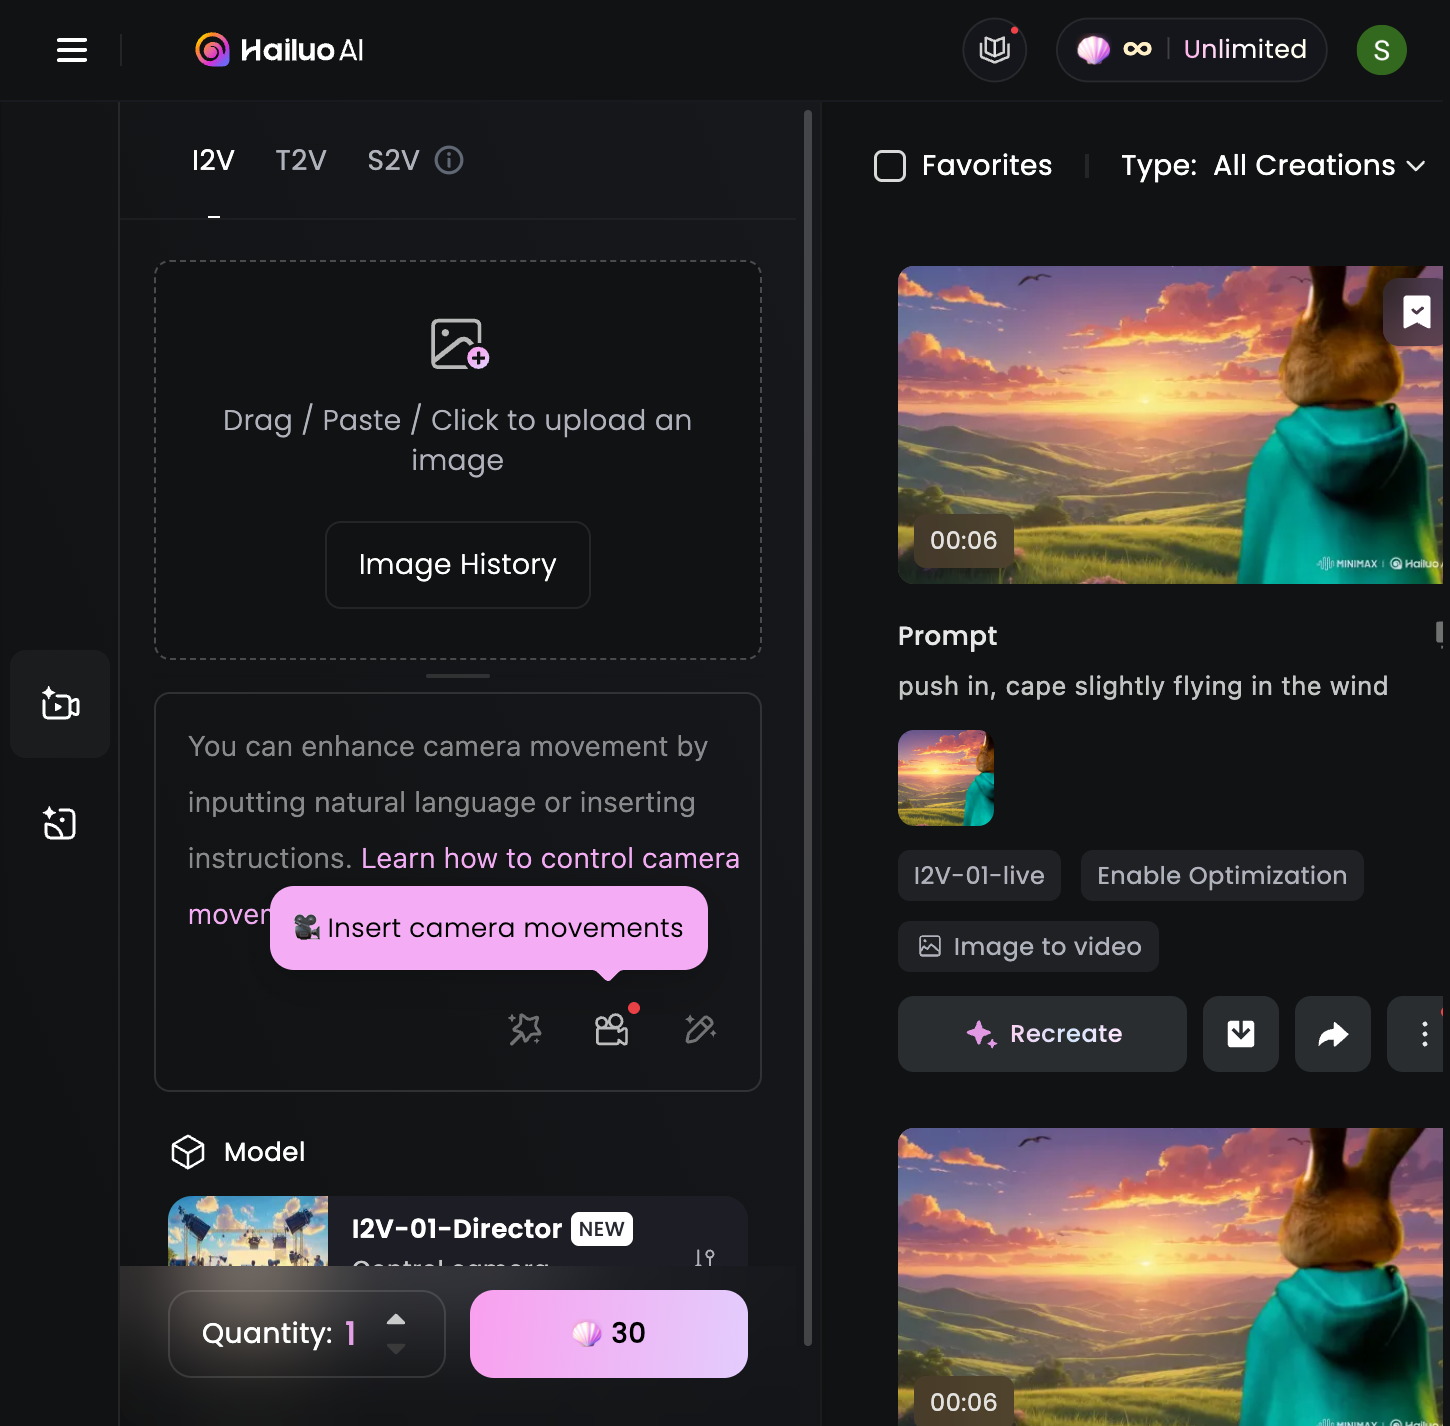 Hailuo AI
Unlimited
S
I2V T2V S2V
Favorites
Type: All Creations
Drag / Paste / Click to upload an
image
Image History
You can enhance camera movement by
inputting natural language or inserting
instructions. Learn how to control camera
Insert camera movements
Model
I2V-01-Director NEW
Control camera
Quantity: 1
30
00:06
MINIMAX | Hailuo
Prompt
push in, cape slightly flying in the wind
I2V-01-live
Enable Optimization
Image to video
Recreate
00:06